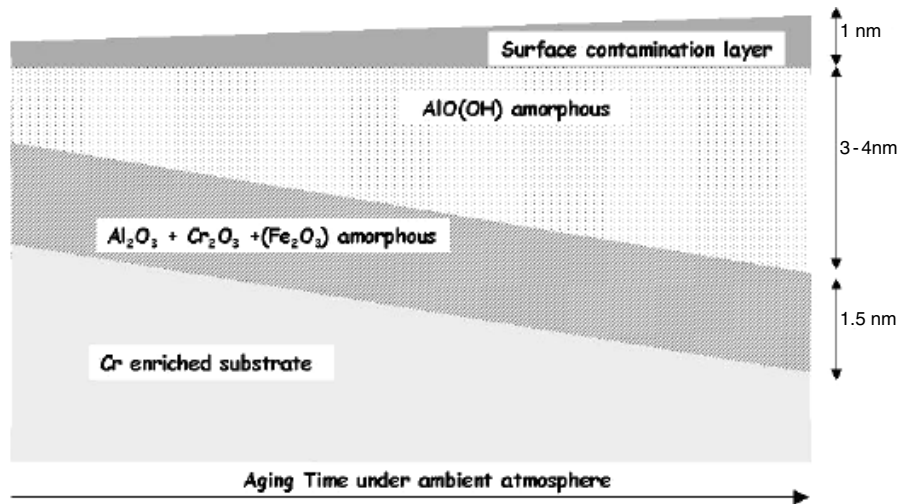 1 nm
Surface contamination layer
AlO(OH) amorphous
3-4nm
Al₂O₃ + Cr₂O₃ +(Fe₂O₃) amorphous
1.5 nm
Cr enriched substrate
Aging Time under ambient atmosphere